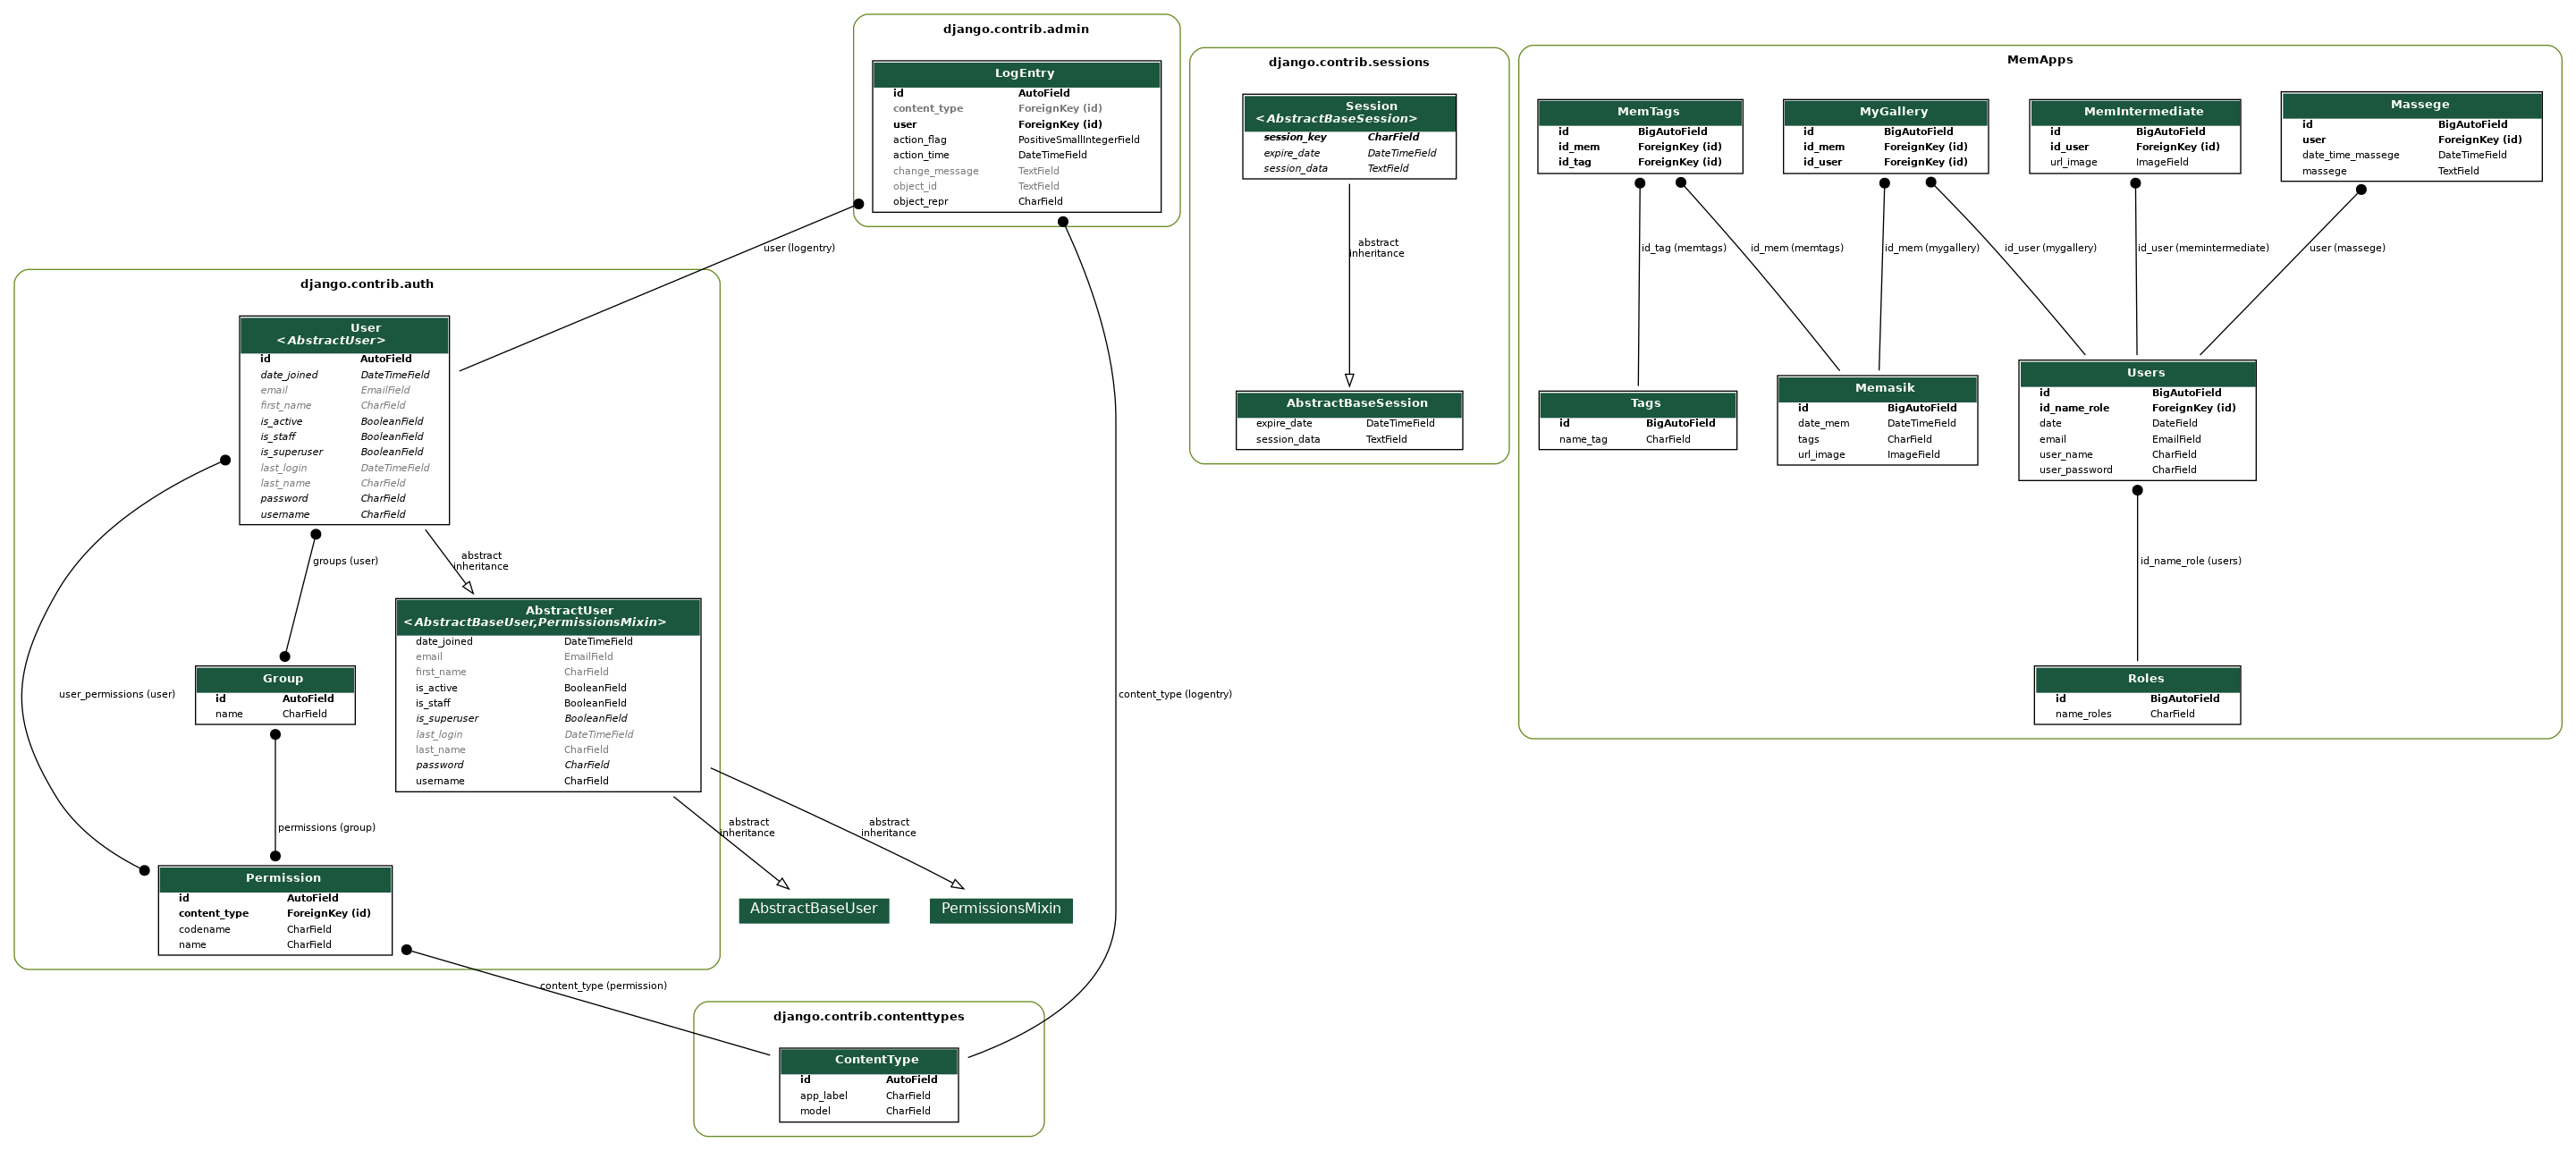 django.contrib.admin
LogEntry
id AutoField
content_type ForeignKey (id)
user ForeignKey (id)
action_flag PositiveSmallIntegerField
action_time DateTimeField
change_message TextField
object_id TextField
object_repr CharField
user (logentry)
content_type (logentry)
django.contrib.sessions
Session
<AbstractBaseSession>
session_key CharField
expire_date DateTimeField
session_data TextField
abstract
inheritance
AbstractBaseSession
expire_date DateTimeField
session_data TextField
MemApps
MemTags
id BigAutoField
id_mem ForeignKey (id)
id_tag ForeignKey (id)
MyGallery
id BigAutoField
id_mem ForeignKey (id)
id_user ForeignKey (id)
MemIntermediate
id BigAutoField
id_user ForeignKey (id)
url_image ImageField
Massege
id BigAutoField
user ForeignKey (id)
date_time_massege DateTimeField
massege TextField
id_tag (memtags)
id_mem (memtags)
id_mem (mygallery)
id_user (mygallery)
id_user (memintermediate)
user (massege)
Tags
id BigAutoField
name_tag CharField
Memasik
id BigAutoField
date_mem DateTimeField
tags CharField
url_image ImageField
Users
id BigAutoField
id_name_role ForeignKey (id)
date DateField
email EmailField
user_name CharField
user_password CharField
id_name_role (users)
Roles
id BigAutoField
name_roles CharField
django.contrib.auth
User
<AbstractUser>
id AutoField
date_joined DateTimeField
email EmailField
first_name CharField
is_active BooleanField
is_staff BooleanField
is_superuser BooleanField
last_login DateTimeField
last_name CharField
password CharField
username CharField
groups (user)
abstract
inheritance
user_permissions (user)
AbstractUser
<AbstractBaseUser,PermissionsMixin>
date_joined DateTimeField
email EmailField
first_name CharField
is_active BooleanField
is_staff BooleanField
is_superuser BooleanField
last_login DateTimeField
last_name CharField
password CharField
username CharField
Group
id AutoField
name CharField
permissions (group)
abstract
inheritance
abstract
inheritance
AbstractBaseUser
PermissionsMixin
Permission
id AutoField
content_type ForeignKey (id)
codename CharField
name CharField
content_type (permission)
django.contrib.contenttypes
ContentType
id AutoField
app_label CharField
model CharField